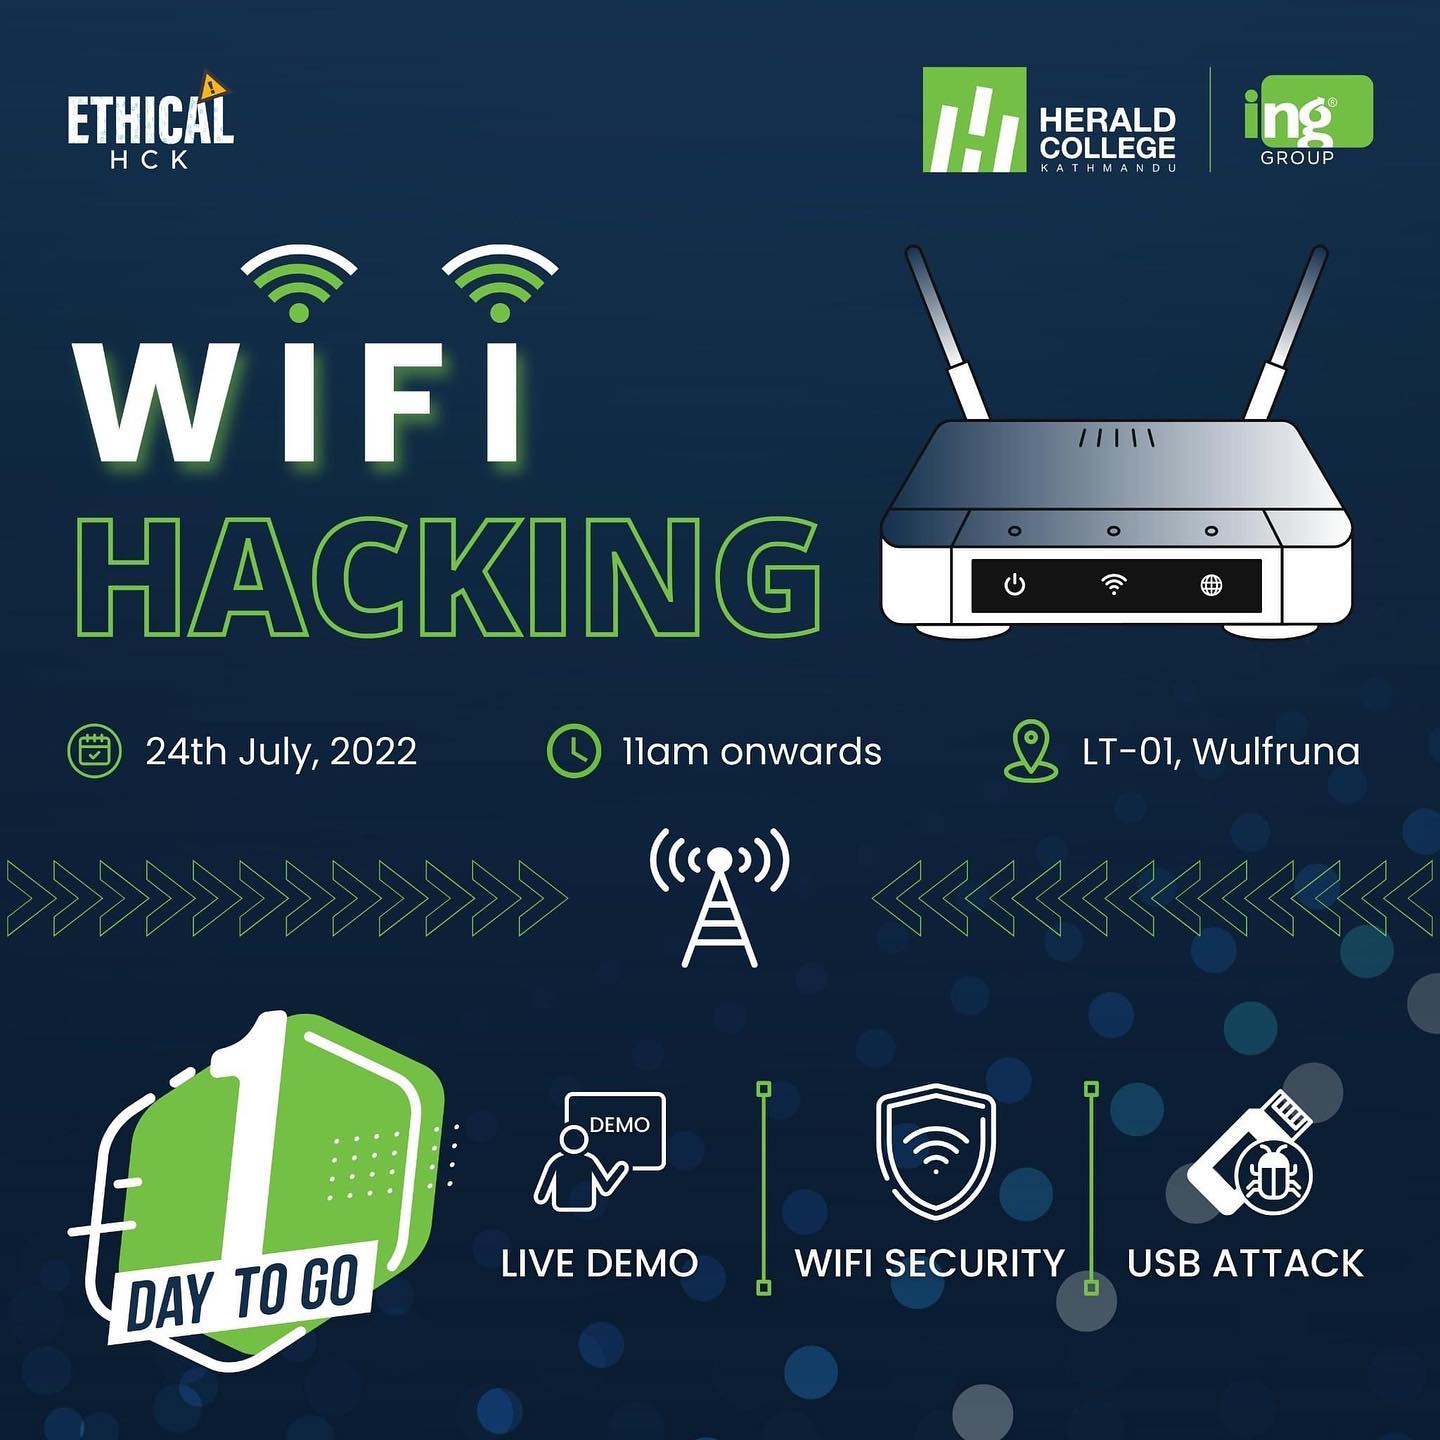 ETHICAL
HCK
HERALD
COLLEGE
KATHMANDU
ing®
GROUP
WIFI
HACKING
24th July, 2022
11am onwards
LT-01, Wulfruna
1
DAY TO GO
DEMO
LIVE DEMO
WIFI SECURITY
USB ATTACK